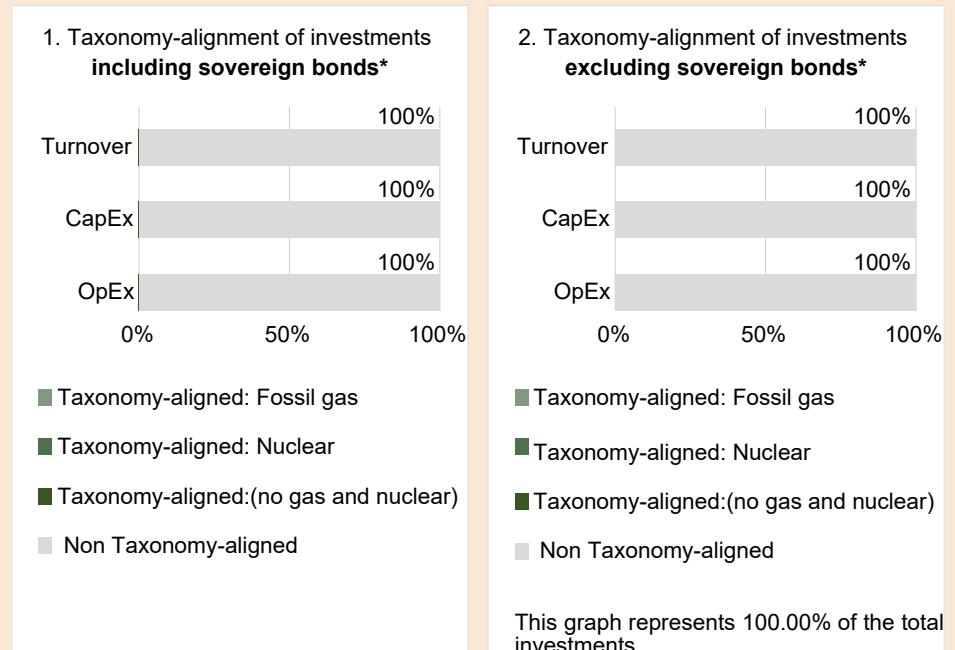 1. Taxonomy-alignment of investments
including sovereign bonds*
100%
Turnover
100%
CapEx
100%
OpEx
0% 50% 100%
Taxonomy-aligned: Fossil gas
Taxonomy-aligned: Nuclear
Taxonomy-aligned:(no gas and nuclear)
Non Taxonomy-aligned
2. Taxonomy-alignment of investments
excluding sovereign bonds*
100%
Turnover
100%
CapEx
100%
OpEx
0% 50% 100%
Taxonomy-aligned: Fossil gas
Taxonomy-aligned: Nuclear
Taxonomy-aligned:(no gas and nuclear)
Non Taxonomy-aligned
This graph represents 100.00% of the total
investments